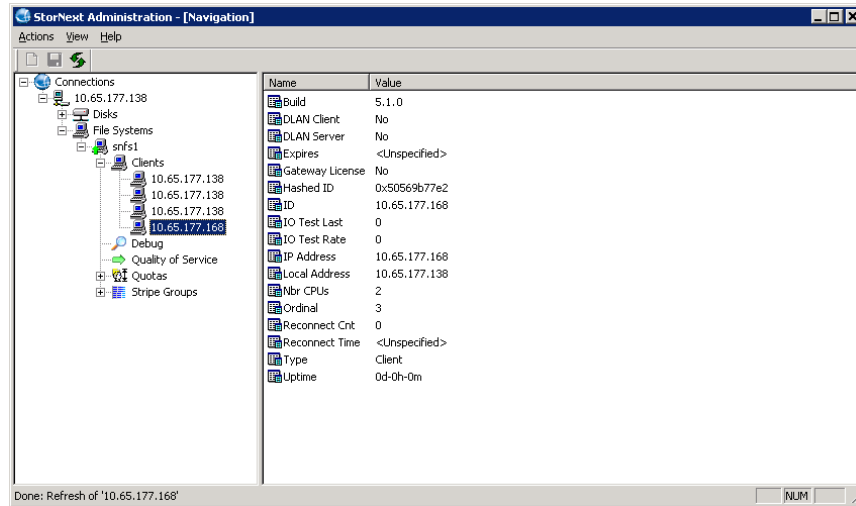 StorNext Administration - [Navigation]
Actions View Help
Connections
10.65.177.138
Disks
File Systems
snfs1
Clients
10.65.177.138
10.65.177.138
10.65.177.138
10.65.177.168
Debug
Quality of Service
Quotas
Stripe Groups
Name Value
Build 5.1.0
DLAN Client No
DLAN Server No
Expires <Unspecified>
Gateway License No
Hashed ID 0x50569b77e2
ID 10.65.177.168
IO Test Last 0
IO Test Rate 0
IP Address 10.65.177.168
Local Address 10.65.177.138
Nbr CPUs 2
Ordinal 3
Reconnect Cnt 0
Reconnect Time <Unspecified>
Type Client
Uptime 0d-0h-0m
Done: Refresh of '10.65.177.168' NUM